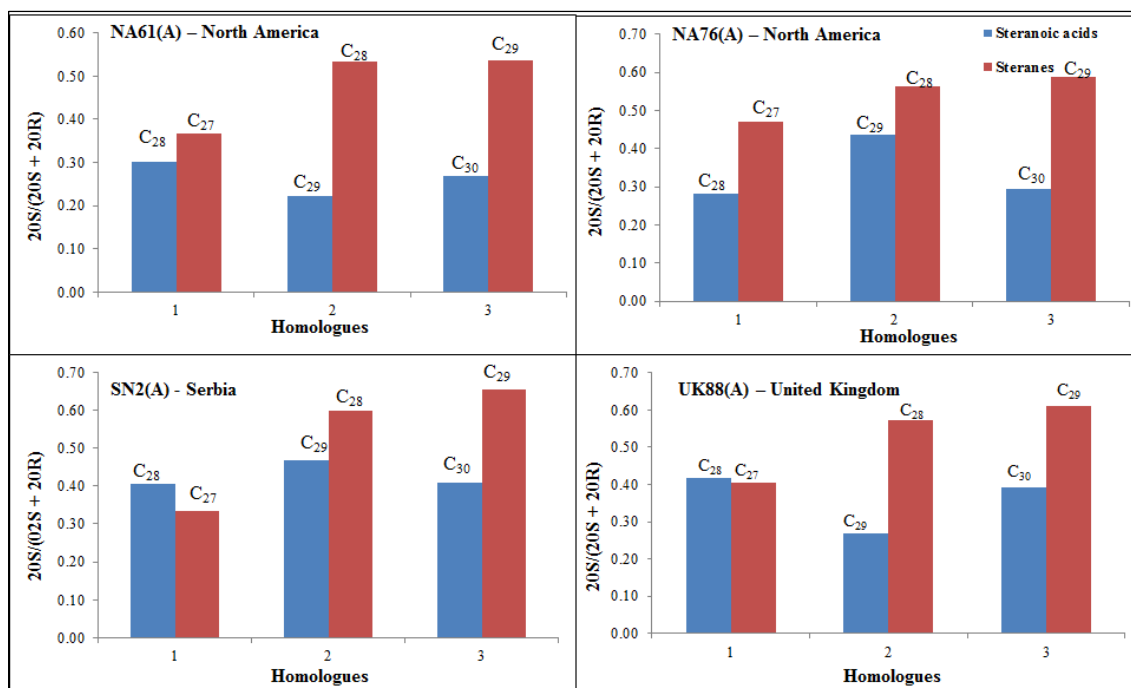 NA61(A) – North America
20S/(20S + 20R)
0.60
0.50
0.40
0.30
0.20
0.10
0.00
C28
C27
C29
C28
C30
C29
1
2
3
Homologues
NA76(A) – North America
Steranoic acids
Steranes
20S/(20S + 20R)
0.70
0.60
0.50
0.40
0.30
0.20
0.10
0.00
C28
C27
C29
C28
C30
C29
1
2
3
Homologues
SN2(A) - Serbia
20S/(02S + 20R)
0.70
0.60
0.50
0.40
0.30
0.20
0.10
0.00
C28
C27
C29
C28
C30
C29
1
2
3
Homologues
UK88(A) – United Kingdom
20S/(20S + 20R)
0.70
0.60
0.50
0.40
0.30
0.20
0.10
0.00
C28
C27
C29
C28
C30
C29
1
2
3
Homologues